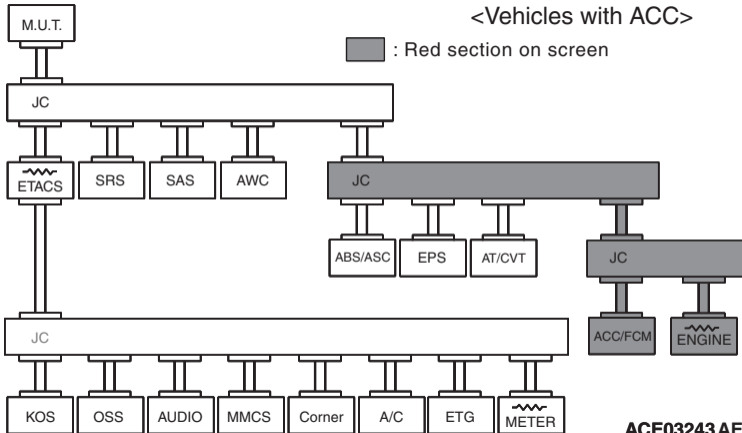 <Vehicles with ACC>
M.U.T.
: Red section on screen
JC
ETACS
SRS
SAS
AWC
JC
ABS/ASC
EPS
AT/CVT
JC
ACC/FCM
ENGINE
JC
KOS
OSS
AUDIO
MMCS
Corner
A/C
ETG
METER
ACE03243AE